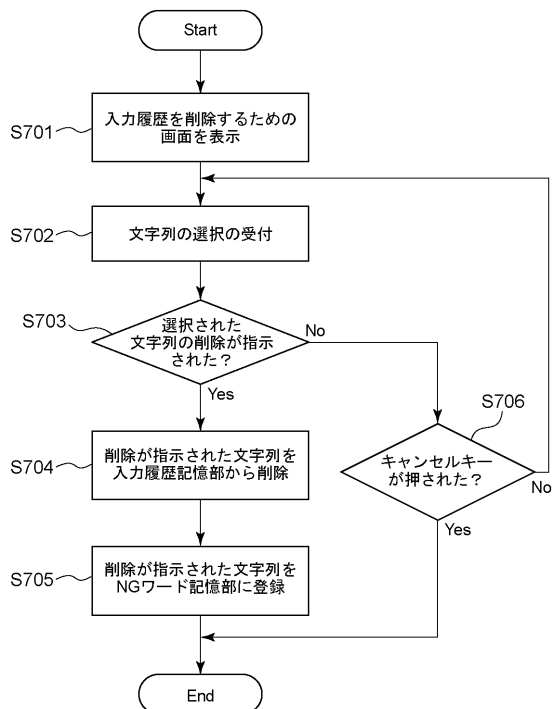 Start
S701
入力履歴を削除するための
画面を表示
S702
文字列の選択の受付
S703
選択された
文字列の削除が指示
された？
No
Yes
S706
キャンセルキー
が押された？
No
Yes
S704
削除が指示された文字列を
入力履歴記憶部から削除
S705
削除が指示された文字列を
NGワード記憶部に登録
End